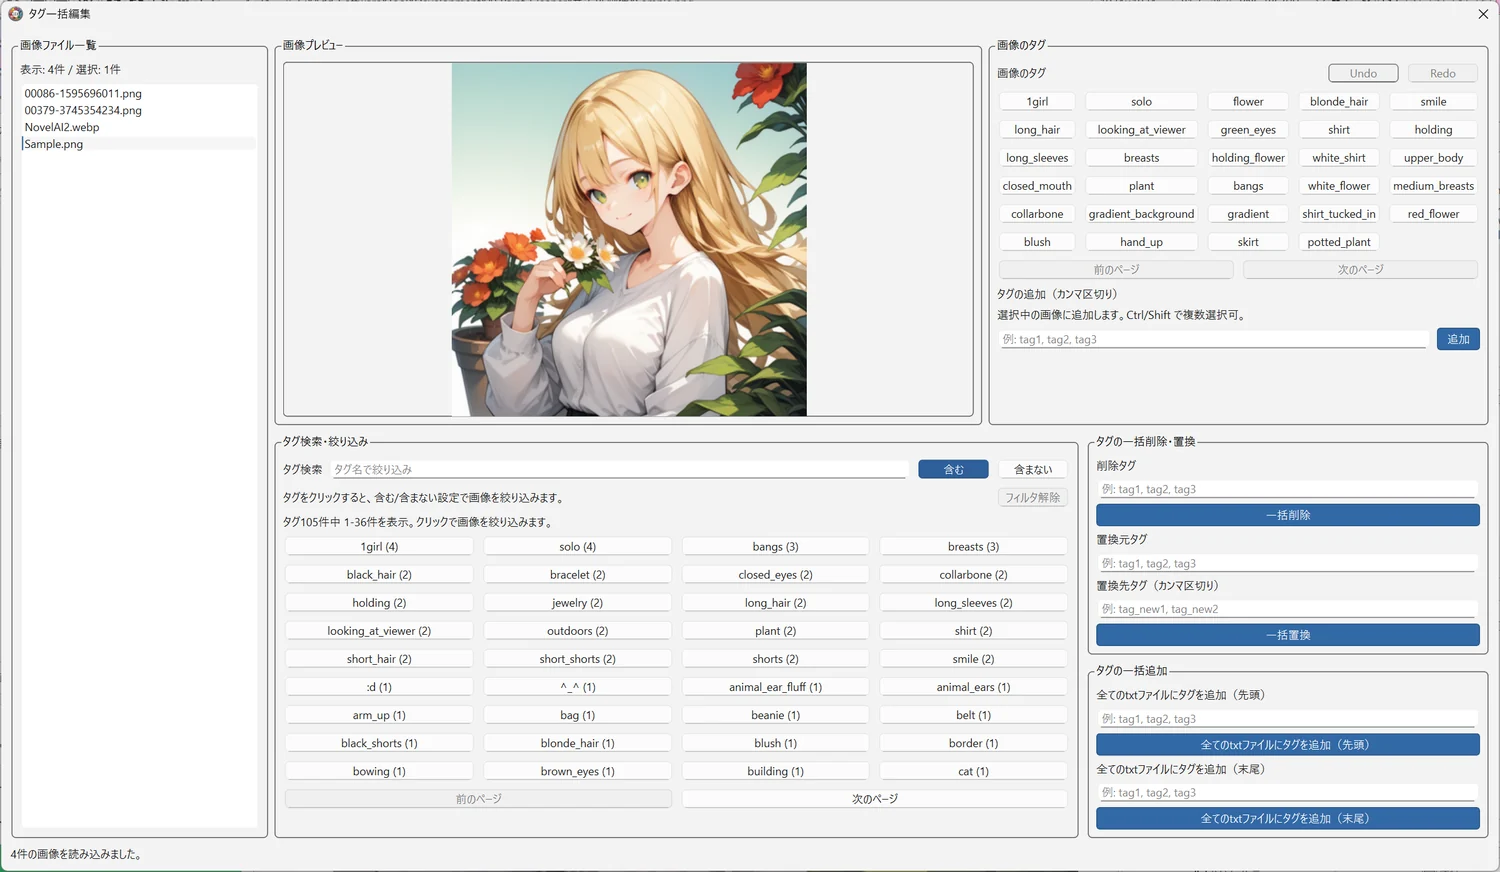 タグ一括編集
画像ファイル一覧
表示: 4件 / 選択: 1件
00086-1595696011.png
00379-3745354234.png
NovelAI2.webp
Sample.png
画像プレビュー
画像のタグ
画像のタグ
Undo
Redo
1girl solo flower blonde_hair smile
long_hair looking_at_viewer green_eyes shirt holding
long_sleeves breasts holding_flower white_shirt upper_body
closed_mouth plant bangs white_flower medium_breasts
collarbone gradient_background gradient shirt_tucked_in red_flower
blush hand_up skirt potted_plant
前のページ 次のページ
タグの追加（カンマ区切り）
選択中の画像に追加します。Ctrl/Shift で複数選択可。
例: tag1, tag2, tag3 追加
タグ検索・絞り込み
タグ検索 タグ名で絞り込み 含む 含まない
タグをクリックすると、含む/含まない設定で画像を絞り込みます。 フィルタ解除
タグ105件中 1-36件を表示。クリックで画像を絞り込みます。
1girl (4) solo (4) bangs (3) breasts (3)
black_hair (2) bracelet (2) closed_eyes (2) collarbone (2)
holding (2) jewelry (2) long_hair (2) long_sleeves (2)
looking_at_viewer (2) outdoors (2) plant (2) shirt (2)
short_hair (2) short_shorts (2) shorts (2) smile (2)
:d (1) ^_^ (1) animal_ear_fluff (1) animal_ears (1)
arm_up (1) bag (1) beanie (1) belt (1)
black_shorts (1) blonde_hair (1) blush (1) border (1)
bowing (1) brown_eyes (1) building (1) cat (1)
前のページ 次のページ
タグの一括削除・置換
削除タグ
例: tag1, tag2, tag3
一括削除
置換元タグ
例: tag1, tag2, tag3
置換先タグ（カンマ区切り）
例: tag_new1, tag_new2
一括置換
タグの一括追加
全てのtxtファイルにタグを追加（先頭）
例: tag1, tag2, tag3
全てのtxtファイルにタグを追加（先頭）
全てのtxtファイルにタグを追加（末尾）
例: tag1, tag2, tag3
全てのtxtファイルにタグを追加（末尾）
4件の画像を読み込みました。